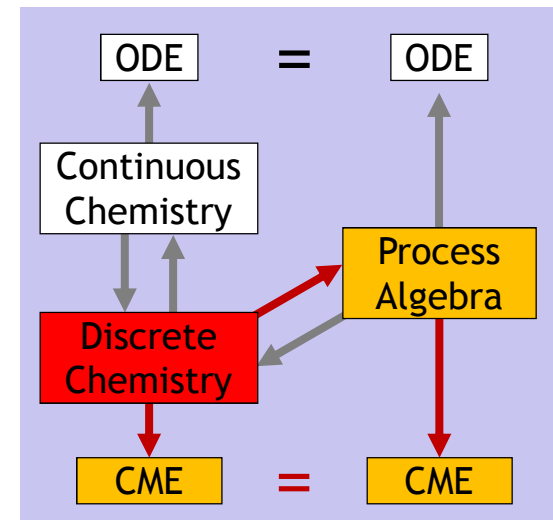 ODE = ODE
Continuous
Chemistry
Process
Algebra
Discrete
Chemistry
CME = CME